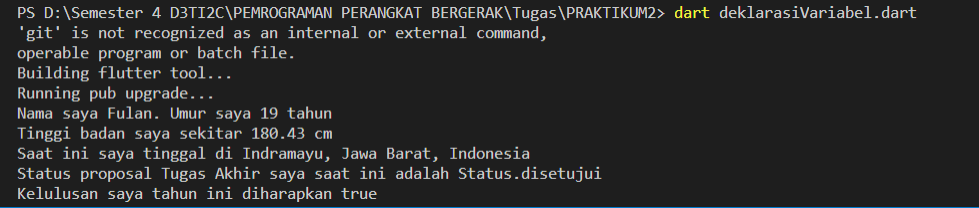 PS D:\Semester 4 D3TI2C\PEMROGRAMAN PERANGKAT BERGERAK\Tugas\PRAKTIKUM2> dart deklarasiVariabel.dart
'git' is not recognized as an internal or external command,
operable program or batch file.
Building flutter tool...
Running pub upgrade...
Nama saya Fulan. Umur saya 19 tahun
Tinggi badan saya sekitar 180.43 cm
Saat ini saya tinggal di Indramayu, Jawa Barat, Indonesia
Status proposal Tugas Akhir saya saat ini adalah Status.disetujui
Kelulusan saya tahun ini diharapkan true